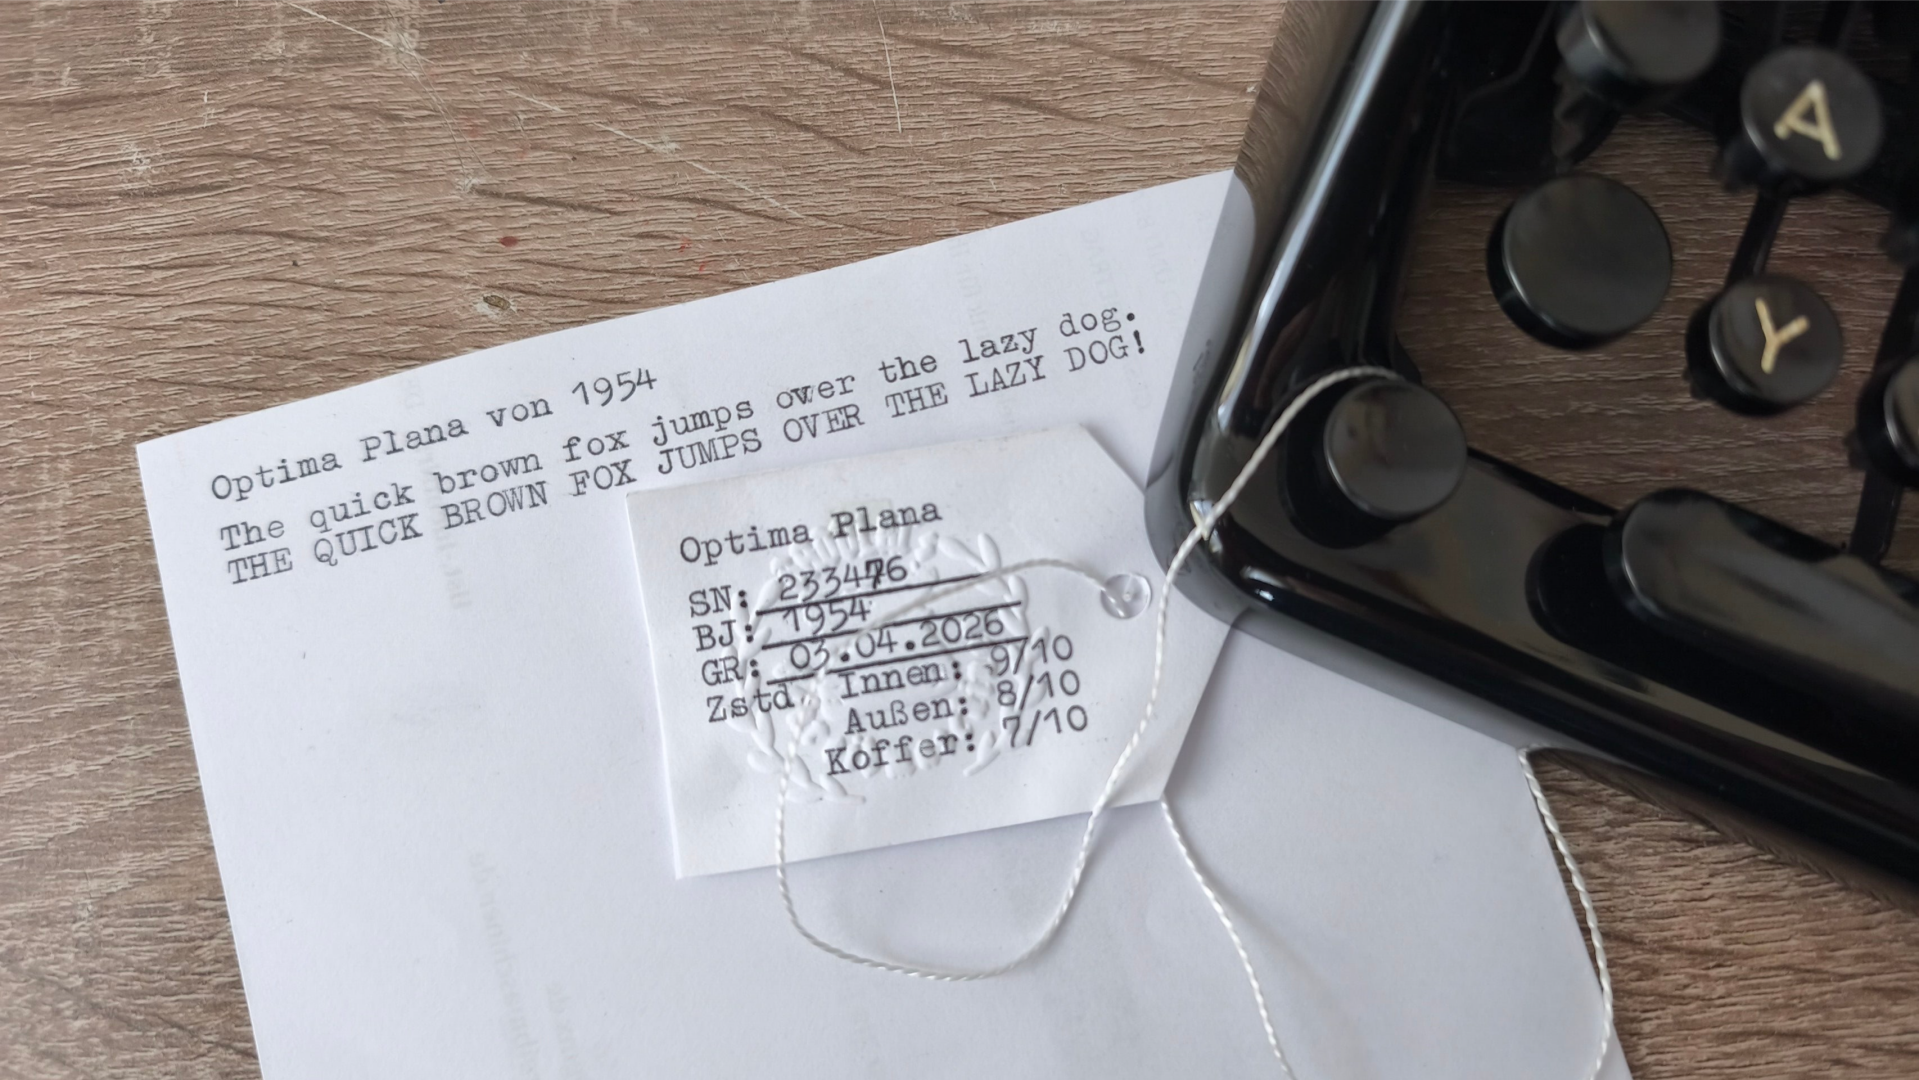 Optima Plana von 1954
The quick brown fox jumps over the lazy dog.
THE QUICK BROWN FOX JUMPS OVER THE LAZY DOG!
Optima Plana
SN: 233476
BJ: 1954
GR: 03.04.2026
Zstd. Innen: 9/10
Außen: 8/10
Koffer: 7/10
A
Y